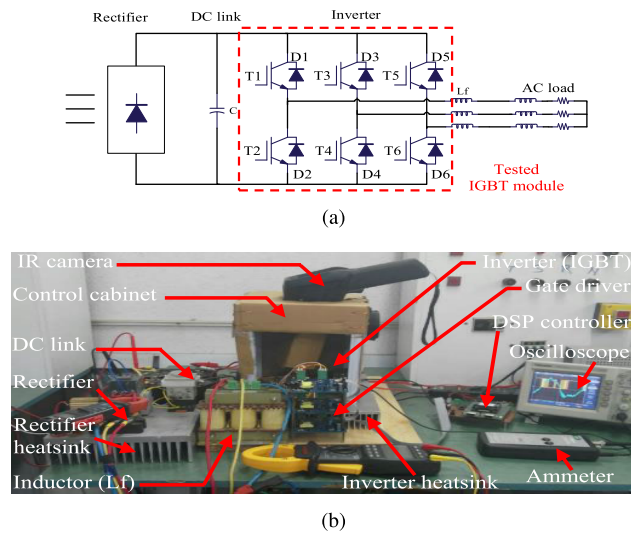 Rectifier
DC link
Inverter
D1
D3
D5
T1
T3
T5
C
Lf
AC load
T2
T4
T6
D2
D4
D6
Tested
IGBT module
(a)
IR camera
Inverter (IGBT)
Control cabinet
Gate driver
DSP controller
DC link
Oscilloscope
Rectifier
Rectifier
heatsink
Inductor (Lf)
Inverter heatsink
Ammeter
(b)